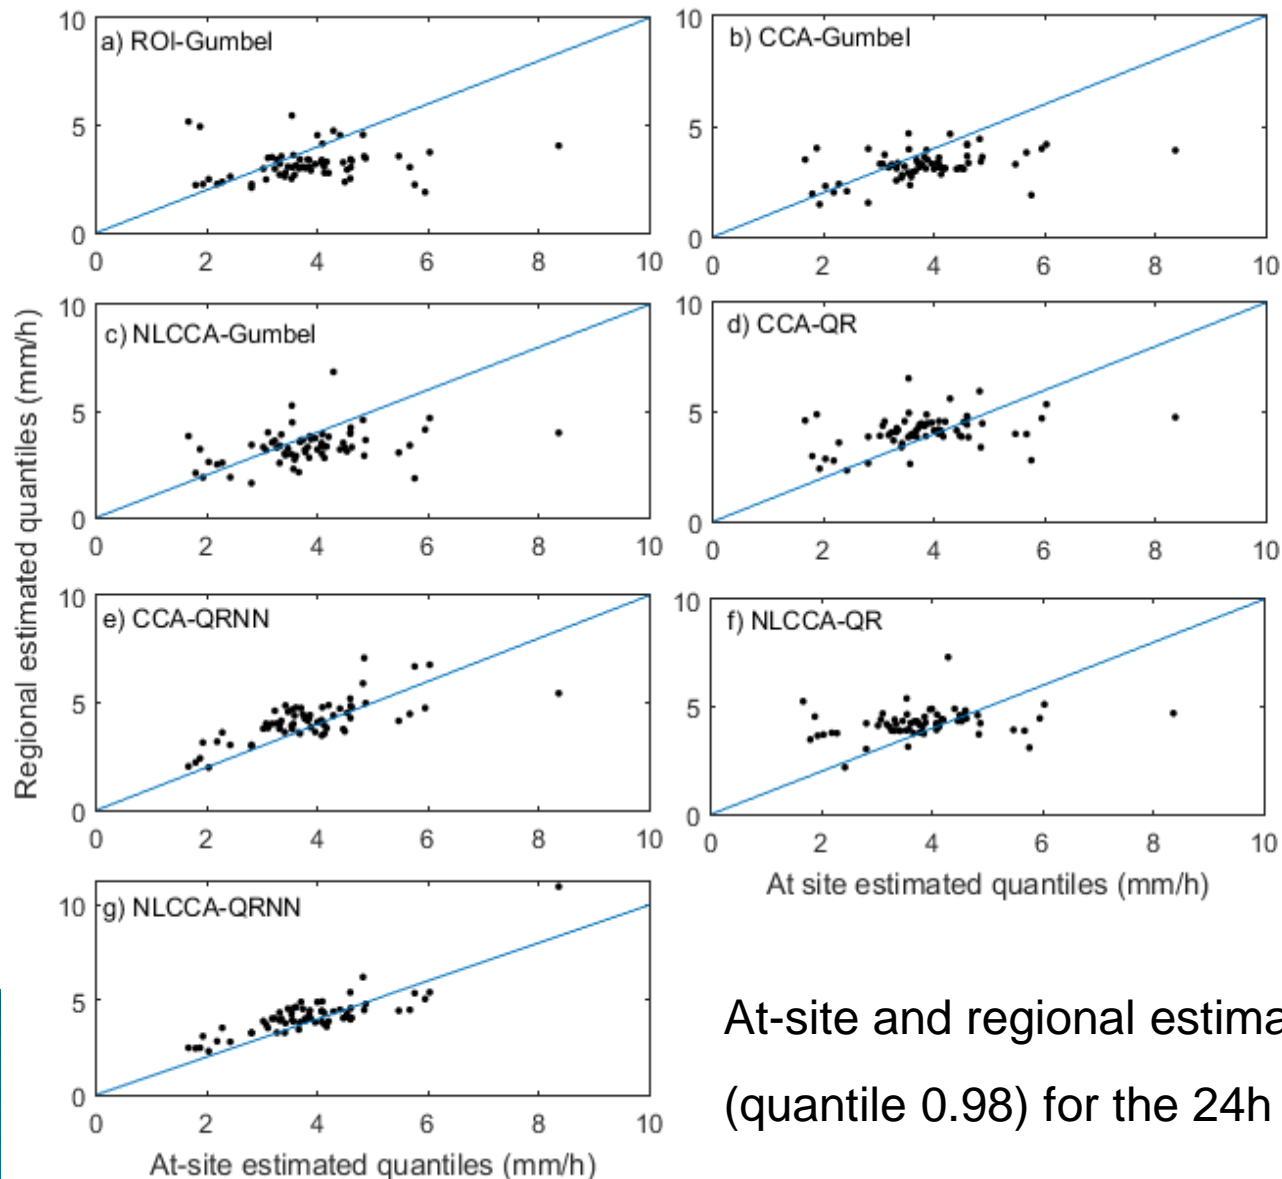 a) ROI-Gumbel
10
5
0
0 2 4 6 8 10
b) CCA-Gumbel
10
5
0
0 2 4 6 8 10
Regional estimated quantiles (mm/h)
c) NLCCA-Gumbel
10
5
0
0 2 4 6 8 10
d) CCA-QR
10
5
0
0 2 4 6 8 10
e) CCA-QRNN
10
5
0
0 2 4 6 8 10
f) NLCCA-QR
10
5
0
0 2 4 6 8 10
At site estimated quantiles (mm/h)
g) NLCCA-QRNN
10
5
0
0 2 4 6 8 10
At-site estimated quantiles (mm/h)
At-site and regional
(quantile 0.98) for the 24h